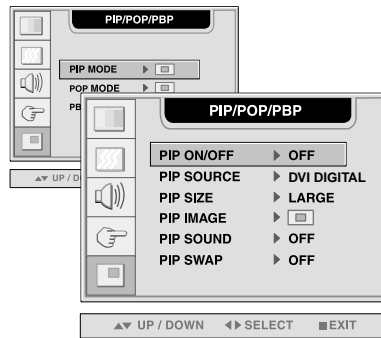 PIP/POP/PBP
PIP MODE
POP MODE
PB
▲▼ UP / D
PIP/POP/PBP
PIP ON/OFF ▶ OFF
PIP SOURCE ▶ DVI DIGITAL
PIP SIZE ▶ LARGE
PIP IMAGE ▶
PIP SOUND ▶ OFF
PIP SWAP ▶ OFF
▲▼ UP / DOWN ◀▶ SELECT ■ EXIT